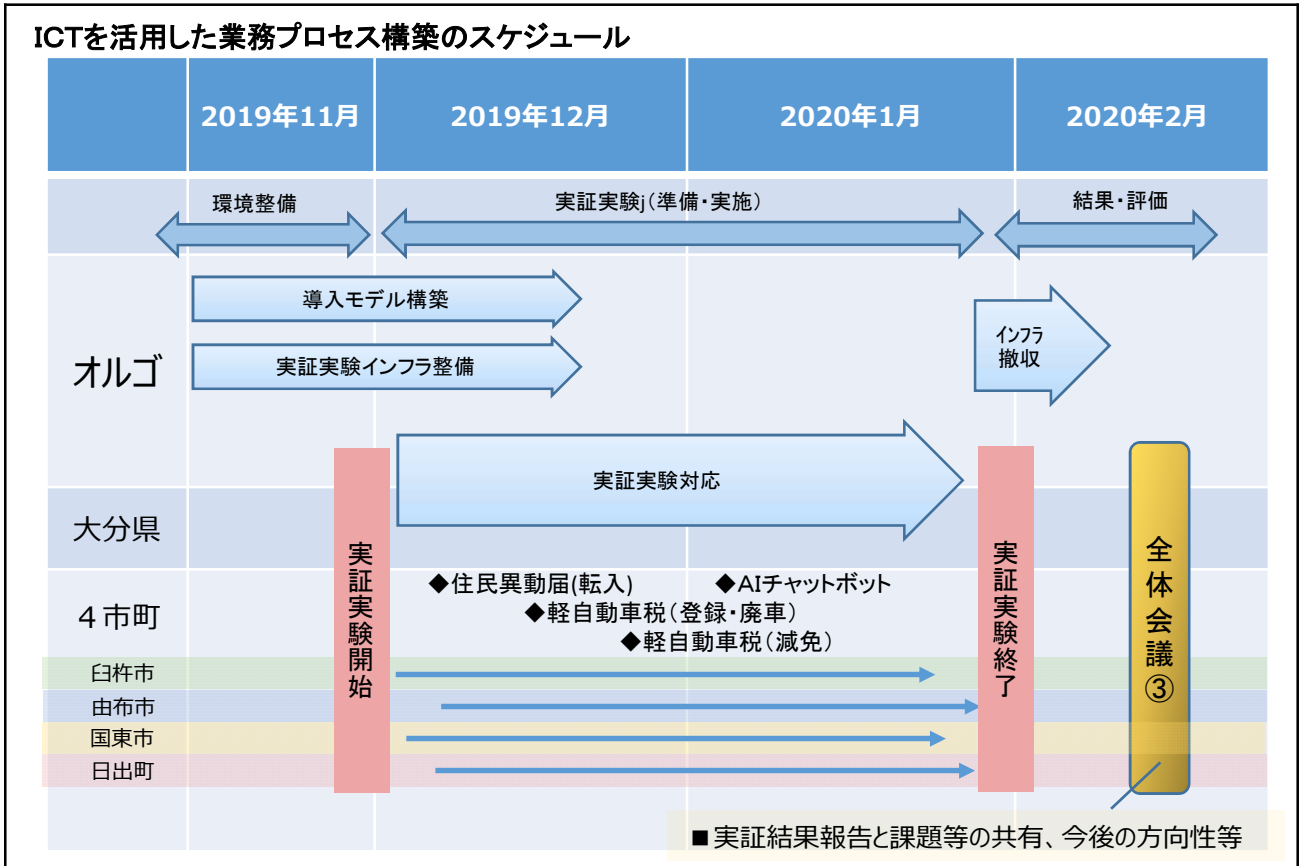 ICTを活用した業務プロセス構築のスケジュール
2019年11月
2019年12月
2020年1月
2020年2月
環境整備
実証実験j（準備・実施）
結果・評価
オルゴ
導入モデル構築
実証実験インフラ整備
インフラ
撤収
実証実験対応
大分県
実証実験開始
実証実験終了
全体会議③
4市町
◆住民異動届(転入)
◆AIチャットボット
◆軽自動車税（登録・廃車）
◆軽自動車税（減免）
臼杵市
由布市
国東市
日出町
■実証結果報告と課題等の共有、今後の方向性等